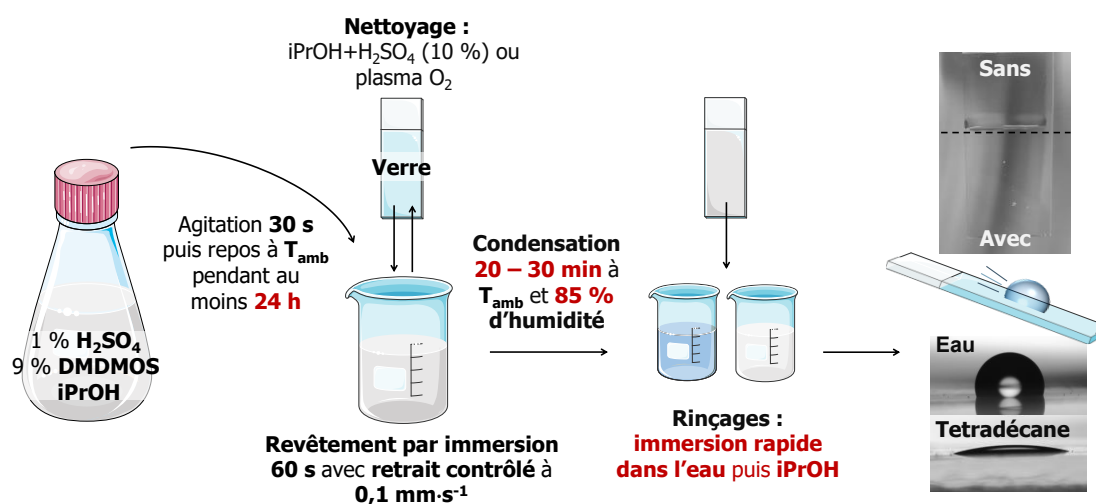 Nettoyage :
iPrOH+H₂SO₄ (10 %) ou
plasma O₂
Verre
Agitation 30 s
puis repos à Tamb
pendant au
moins 24 h
1 % H₂SO₄
9 % DMDMOS
iPrOH
Revêtement par immersion
60 s avec retrait contrôlé à
0,1 mm·s⁻¹
Condensation
20 – 30 min à
Tamb et 85 %
d'humidité
Rinçages :
immersion rapide
dans l'eau puis iPrOH
Sans
Avec
Eau
Tetradécane